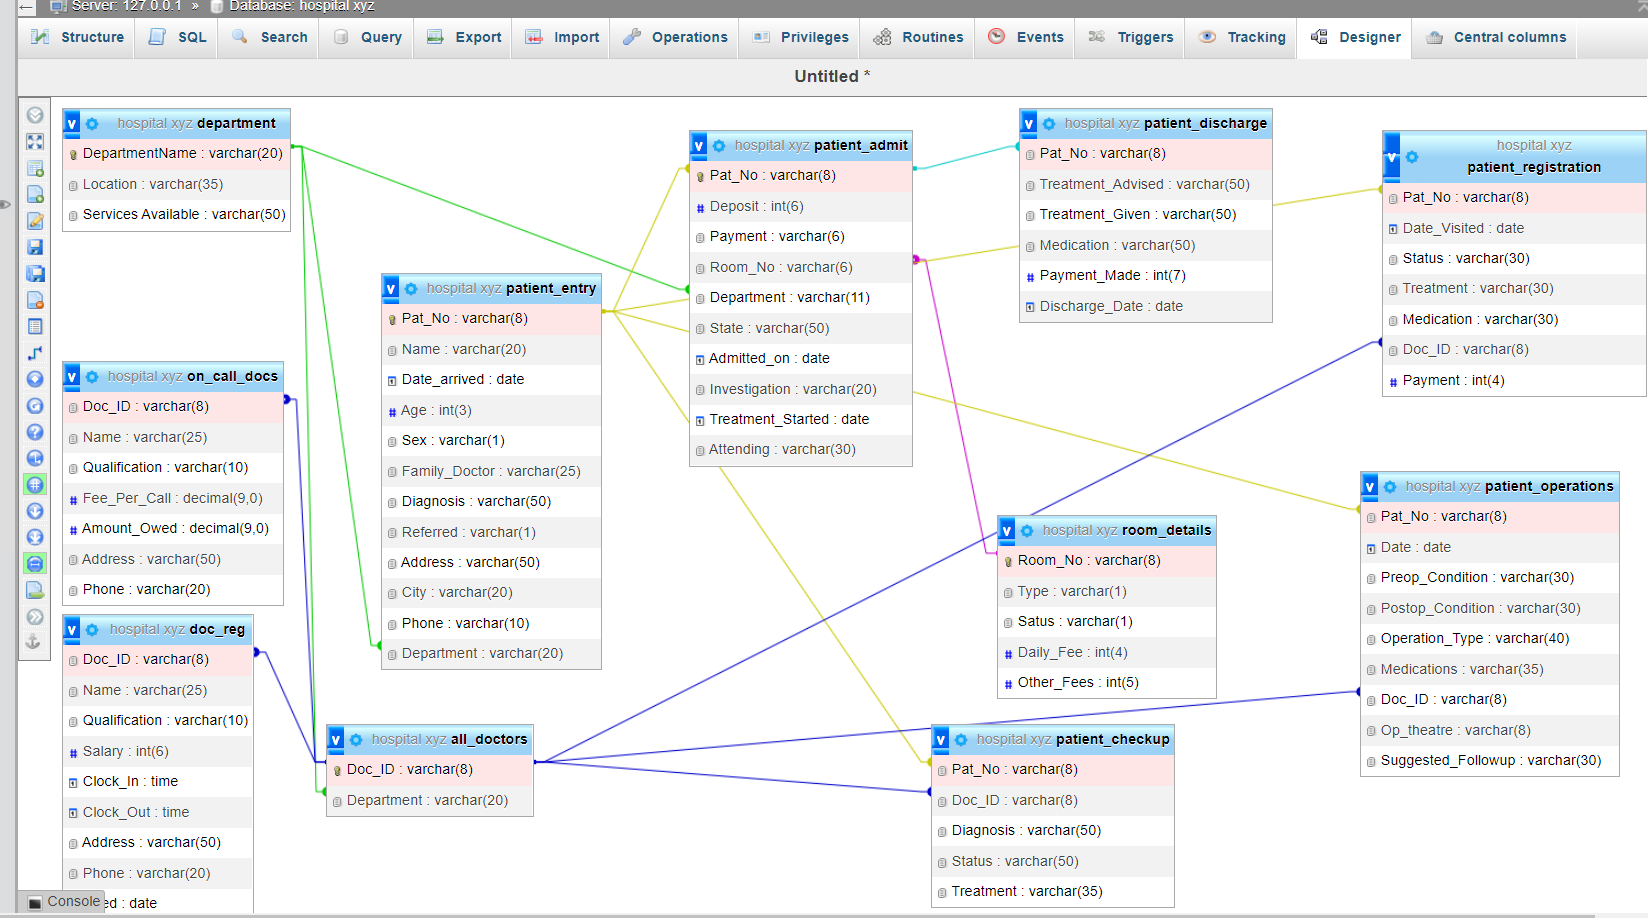 Server: 127.0.0.1 » Database: hospital xyz
Structure SQL Search Query Export Import Operations Privileges Routines Events Triggers Tracking Designer Central columns
Untitled *
hospital xyz department
DepartmentName : varchar(20)
Location : varchar(35)
Services Available : varchar(50)
hospital xyz patient_admit
Pat_No : varchar(8)
Deposit : int(6)
Payment : varchar(6)
Room_No : varchar(6)
Department : varchar(11)
State : varchar(50)
Admitted_on : date
Investigation : varchar(20)
Treatment_Started : date
Attending : varchar(30)
hospital xyz patient_discharge
Pat_No : varchar(8)
Treatment_Advised : varchar(50)
Treatment_Given : varchar(50)
Medication : varchar(50)
Payment_Made : int(7)
Discharge_Date : date
hospital xyz
patient_registration
Pat_No : varchar(8)
Date_Visited : date
Status : varchar(30)
Treatment : varchar(30)
Medication : varchar(30)
Doc_ID : varchar(8)
Payment : int(4)
hospital xyz patient_entry
Pat_No : varchar(8)
Name : varchar(20)
Date_arrived : date
Age : int(3)
Sex : varchar(1)
Family_Doctor : varchar(25)
Diagnosis : varchar(50)
Referred : varchar(1)
Address : varchar(50)
City : varchar(20)
Phone : varchar(10)
Department : varchar(20)
hospital xyz on_call_docs
Doc_ID : varchar(8)
Name : varchar(25)
Qualification : varchar(10)
Fee_Per_Call : decimal(9,0)
Amount_Owed : decimal(9,0)
Address : varchar(50)
Phone : varchar(20)
hospital xyz patient_operations
Pat_No : varchar(8)
Date : date
Preop_Condition : varchar(30)
Postop_Condition : varchar(30)
Operation_Type : varchar(40)
Medications : varchar(35)
Doc_ID : varchar(8)
Op_theatre : varchar(8)
Suggested_Followup : varchar(30)
hospital xyz room_details
Room_No : varchar(8)
Type : varchar(1)
Satus : varchar(1)
Daily_Fee : int(4)
Other_Fees : int(5)
hospital xyz doc_reg
Doc_ID : varchar(8)
Name : varchar(25)
Qualification : varchar(10)
Salary : int(6)
Clock_In : time
Clock_Out : time
Address : varchar(50)
Phone : varchar(20)
ed : date
hospital xyz all_doctors
Doc_ID : varchar(8)
Department : varchar(20)
hospital xyz patient_checkup
Pat_No : varchar(8)
Doc_ID : varchar(8)
Diagnosis : varchar(50)
Status : varchar(50)
Treatment : varchar(35)
Console